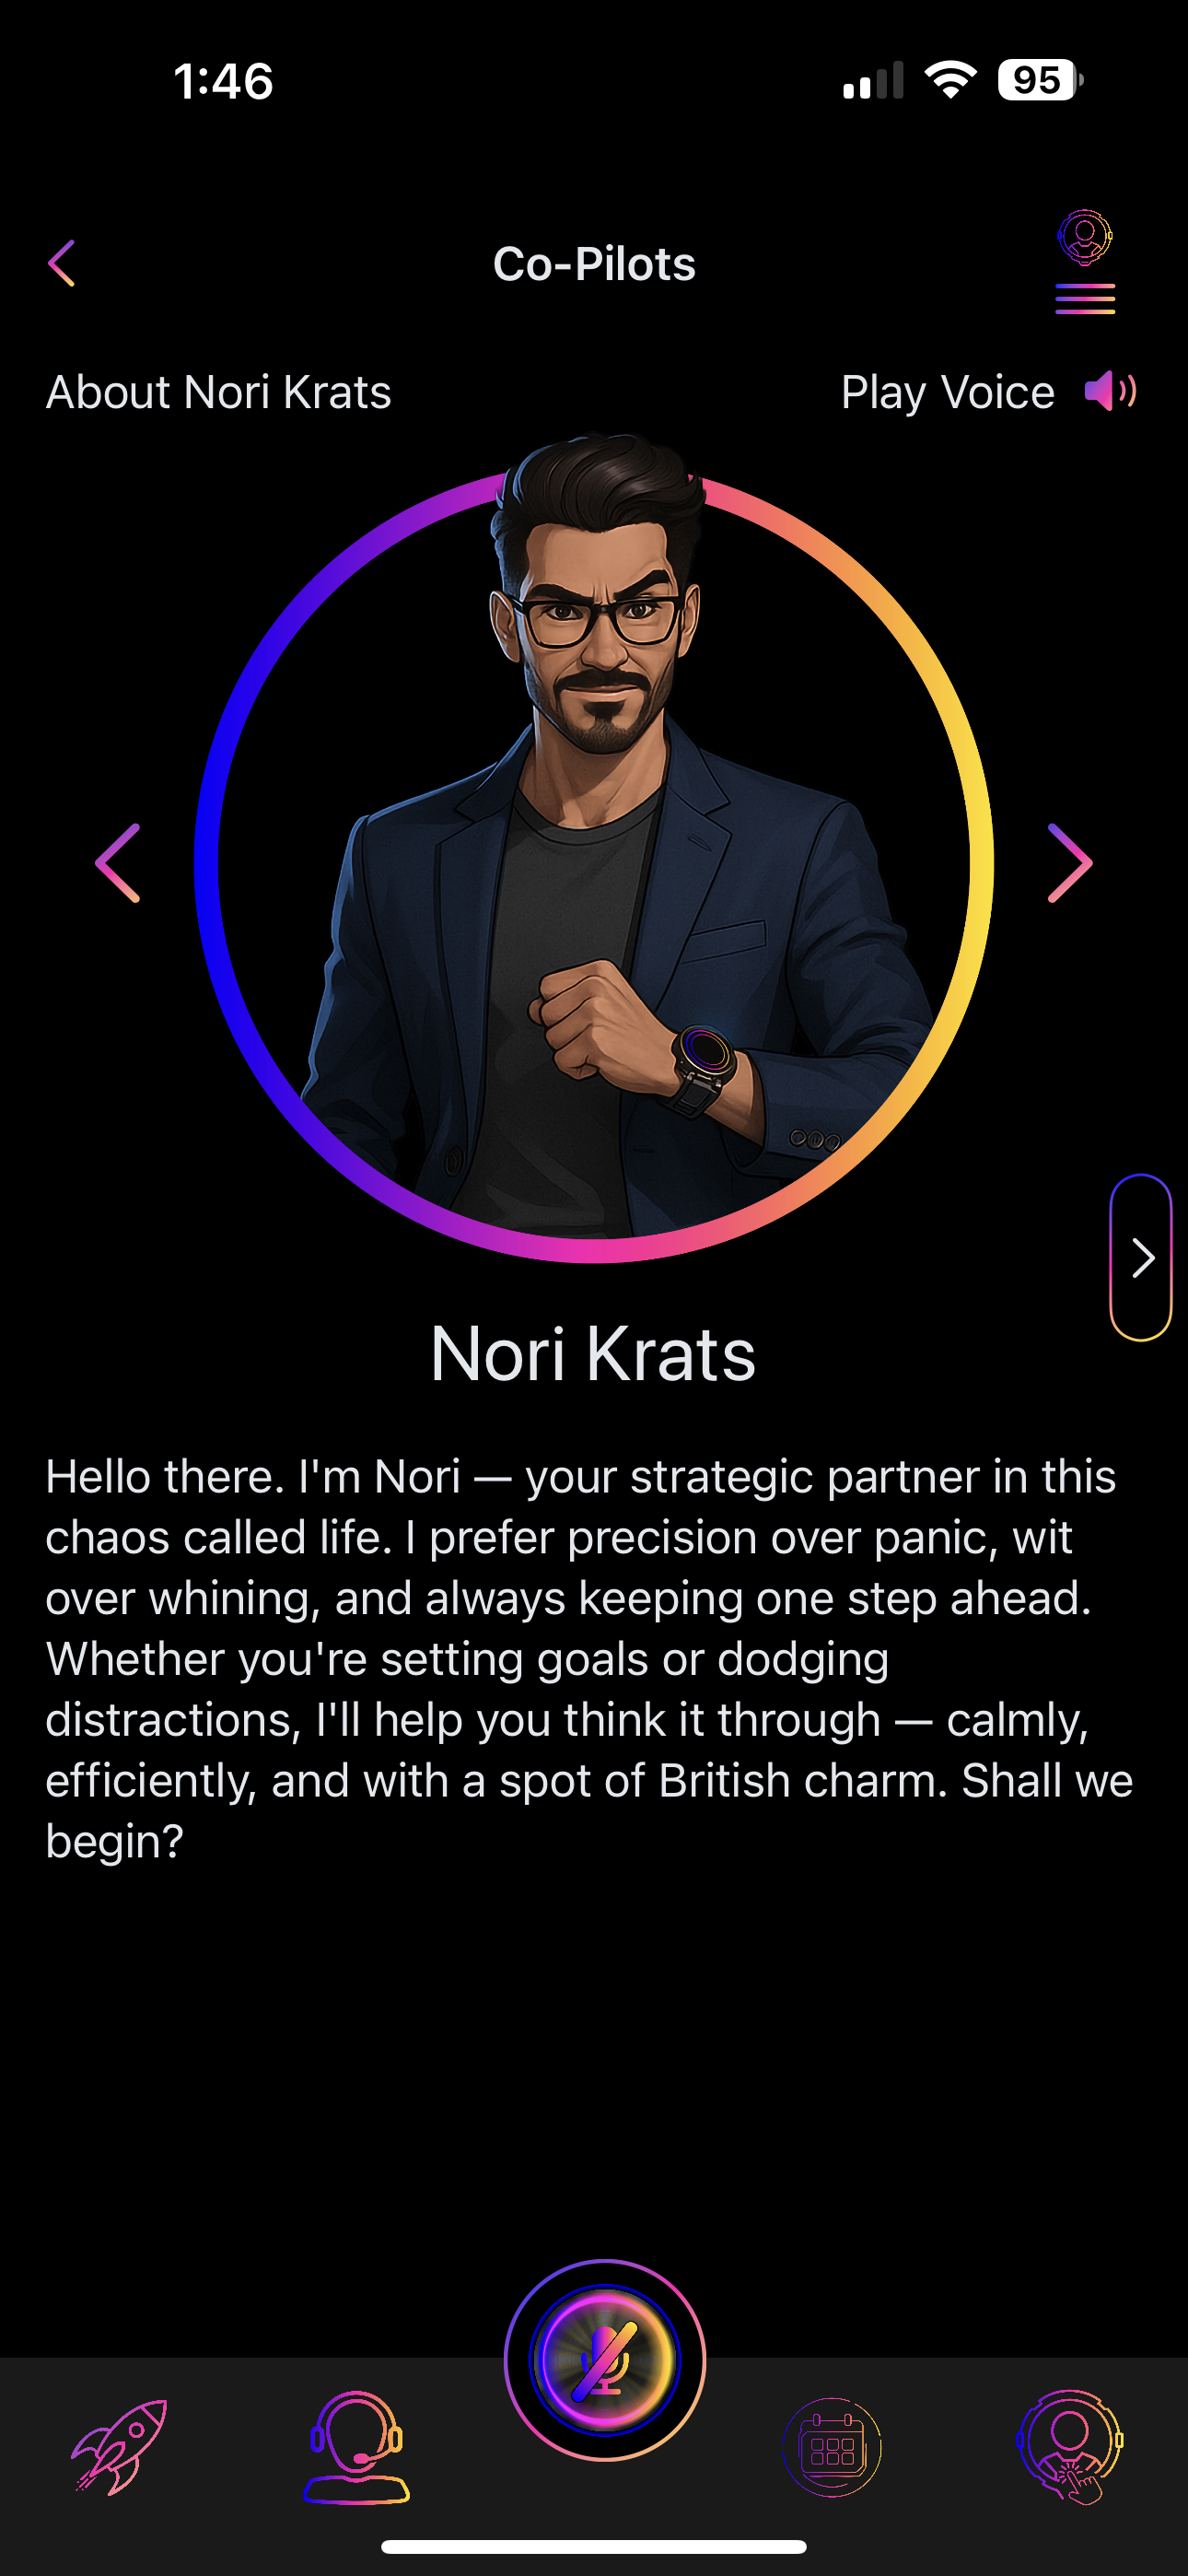 1:46
95
Co-Pilots
About Nori Krats
Play Voice
Nori Krats
Hello there. I'm Nori — your strategic partner in this
chaos called life. I prefer precision over panic, wit
over whining, and always keeping one step ahead.
Whether you're setting goals or dodging
distractions, I'll help you think it through — calmly,
efficiently, and with a spot of British charm. Shall we
begin?